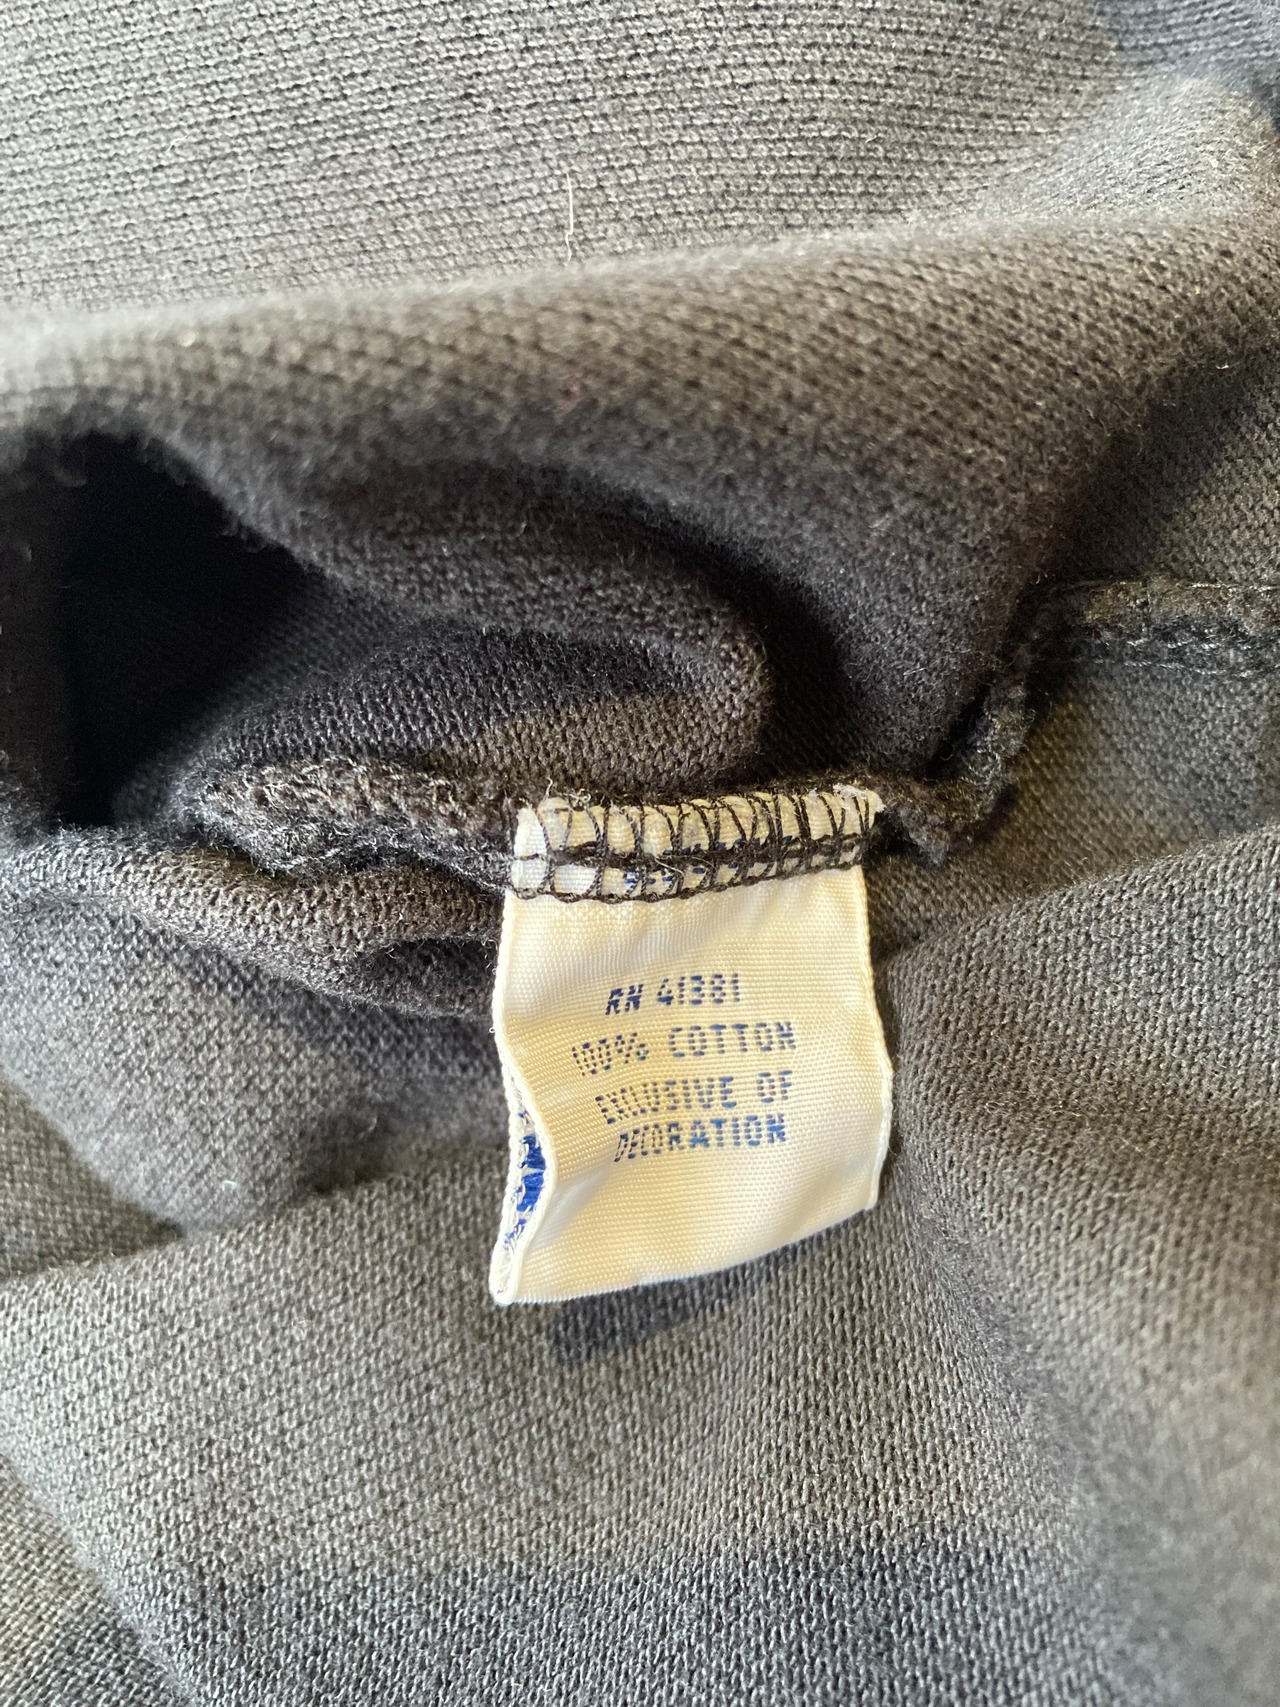 RN 41381
100% COTTON
EXCLUSIVE OF
DECORATION